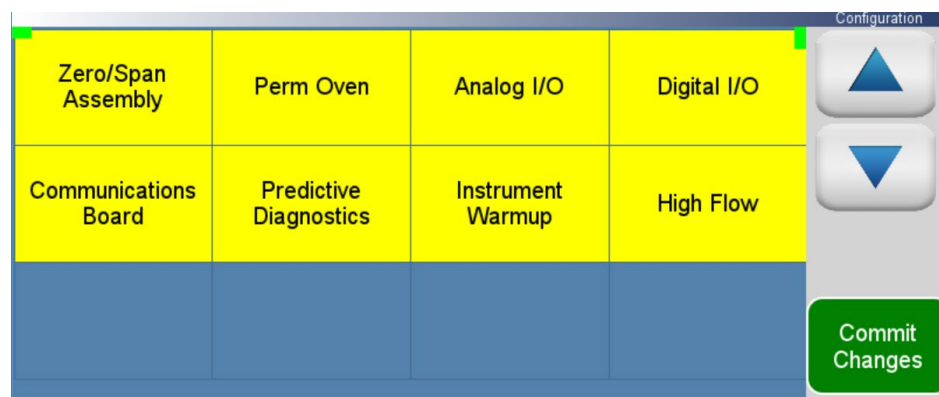 Configuration
Zero/Span
Assembly
Perm Oven
Analog I/O
Digital I/O
Communications
Board
Predictive
Diagnostics
Instrument
Warmup
High Flow
Commit
Changes